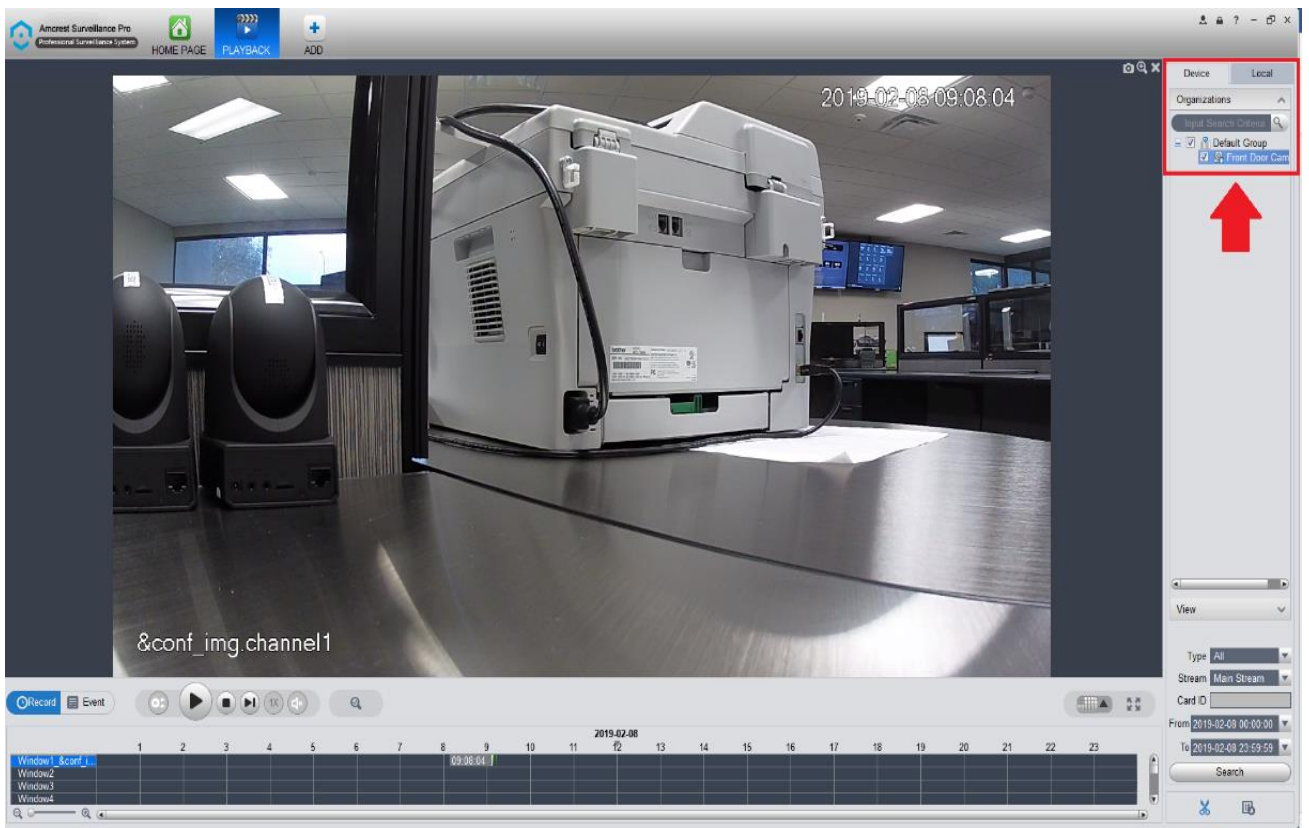 Amcrest Surveillance Pro
Professional Surveillance System
HOME PAGE
PLAYBACK
ADD
? - x
Device Local
Organizations
Input Search Criteria
Default Group
Front Door Cam
2019-02-08 09:08:04
brother
&conf_img.channel1
View
Type All
Stream Main Stream
Card ID
From 2019-02-08 00:00:00
To 2019-02-08 23:59:59
Search
Record Event
1X
2019-02-08
1 2 3 4 5 6 7 8 9 10 11 12 13 14 15 16 17 18 19 20 21 22 23
Window1_&conf_i... 09:08:04
Window2
Window3
Window4